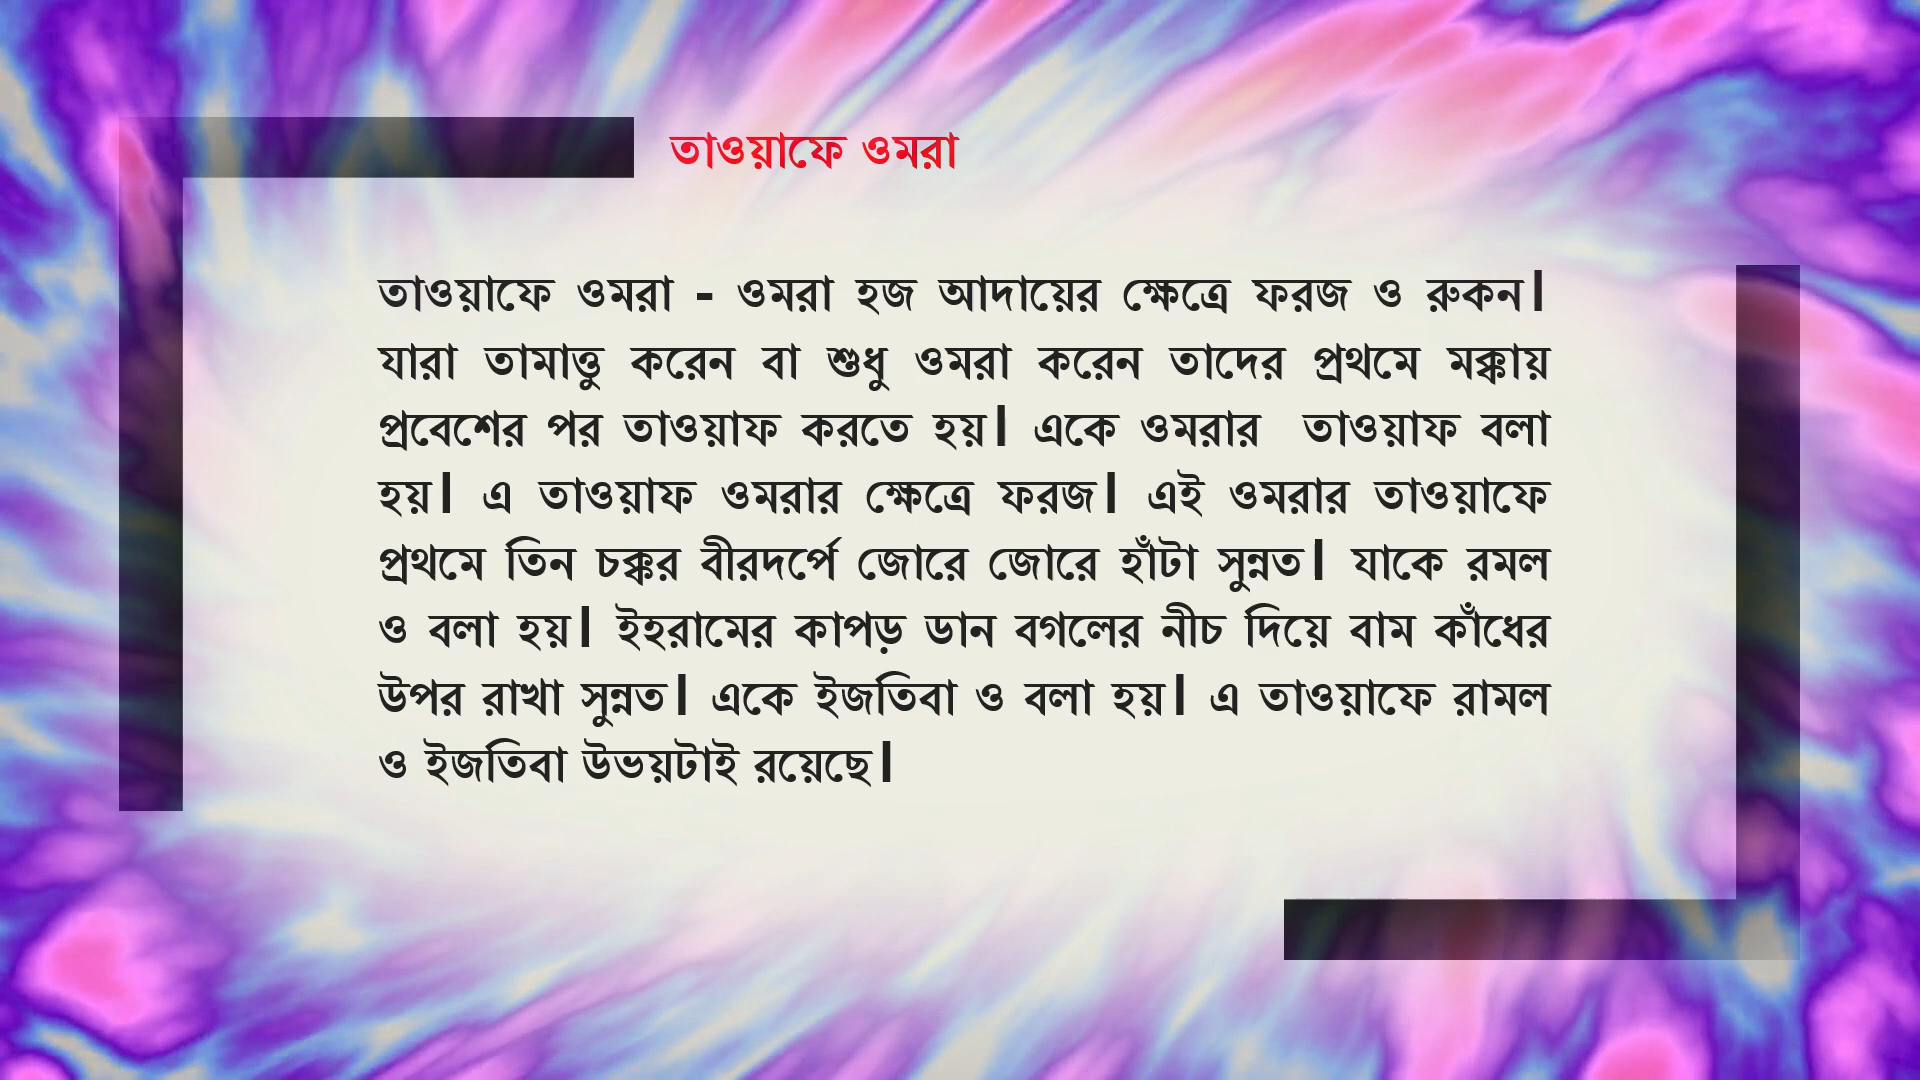 তাওয়াফে ওমরা
তাওয়াফে ওমরা - ওমরা হজ আদায়ের ক্ষেত্রে ফরজ ও রুকন।
যারা তামাত্তু করেন বা শুধু ওমরা করেন তাদের প্রথমে মক্কায়
প্রবেশের পর তাওয়াফ করতে হয়। একে ওমরার তাওয়াফ বলা
হয়। এ তাওয়াফ ওমরার ক্ষেত্রে ফরজ। এই ওমরার তাওয়াফে
প্রথমে তিন চক্কর বীরদর্পে জোরে জোরে হাঁটা সুন্নত। যাকে রমল
ও বলা হয়। ইহরামের কাপড় ডান বগলের নীচ দিয়ে বাম কাঁধের
উপর রাখা সুন্নত। একে ইজতিবা ও বলা হয়। এ তাওয়াফে রামল
ও ইজতিবা উভয়টাই রয়েছে।